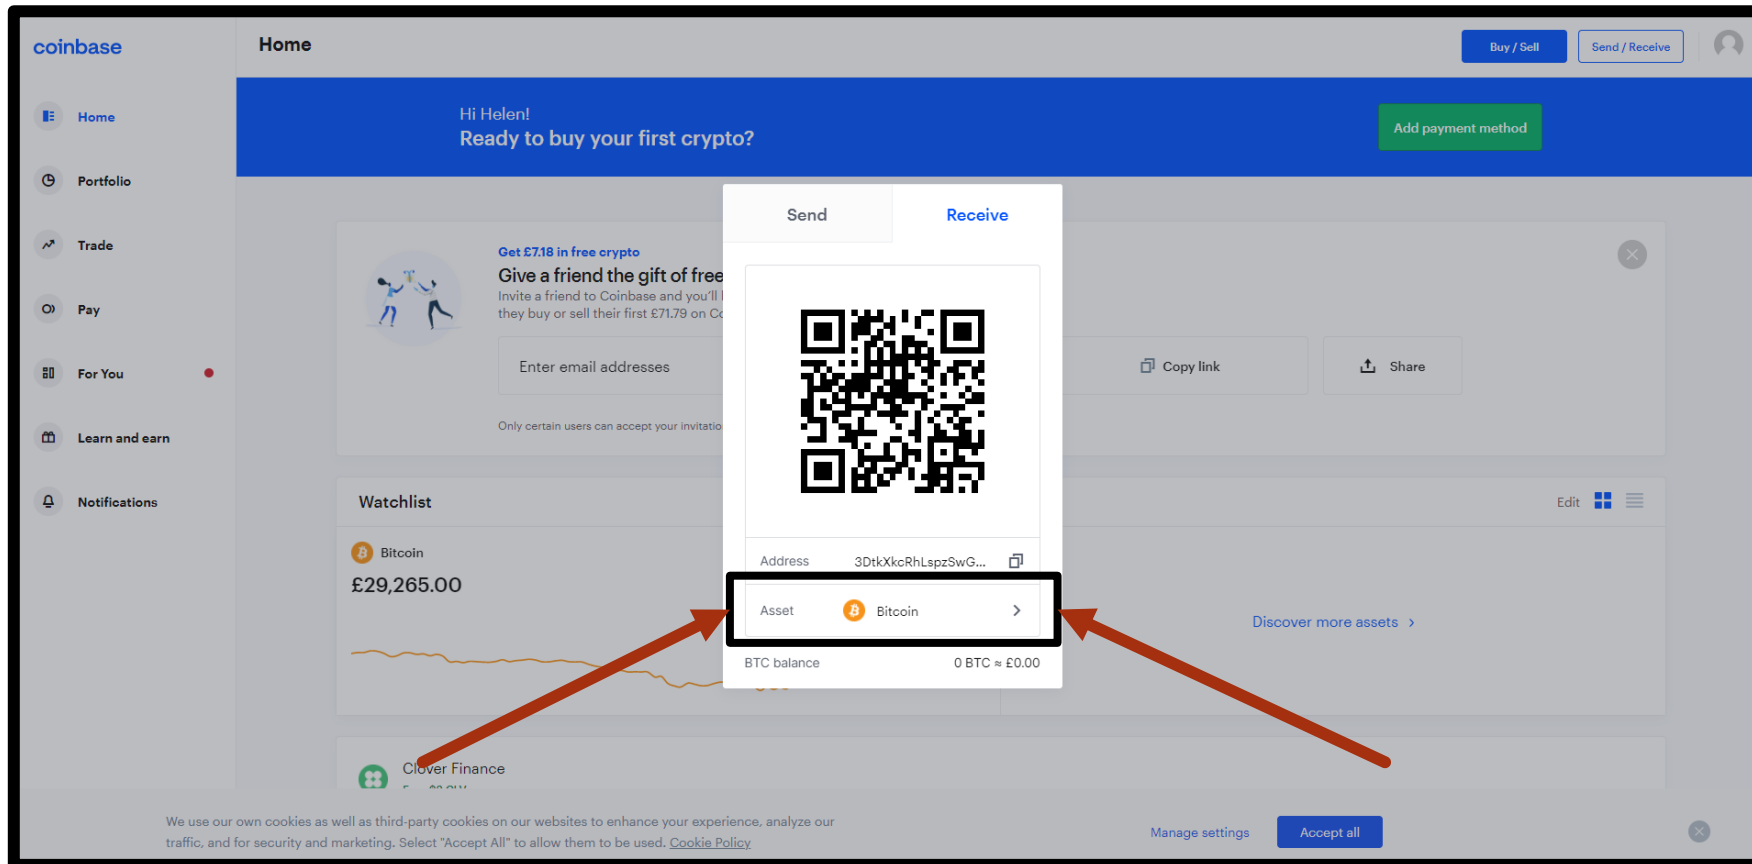 coinbase
Home
Buy / Sell
Send / Receive
Home
Portfolio
Trade
Pay
For You
Learn and earn
Notifications
Hi Helen!
Ready to buy your first crypto?
Add payment method
Send
Receive
Get £7.18 in free crypto
Give a friend the gift of free
Invite a friend to Coinbase and you'll
they buy or sell their first £71.79 on
Enter email addresses
Copy link
Share
Only certain users can accept your
Address 3DtkXkcRhLspzSwG...
Asset Bitcoin
BTC balance 0 BTC ≈ £0.00
Watchlist
Edit
Bitcoin
£29,265.00
Discover more assets
Clover Finance
We use our own cookies as well as third-party cookies on our websites to enhance your experience, analyze our
traffic, and for security and marketing. Select "Accept All" to allow them to be used. Cookie Policy
Manage settings
Accept all